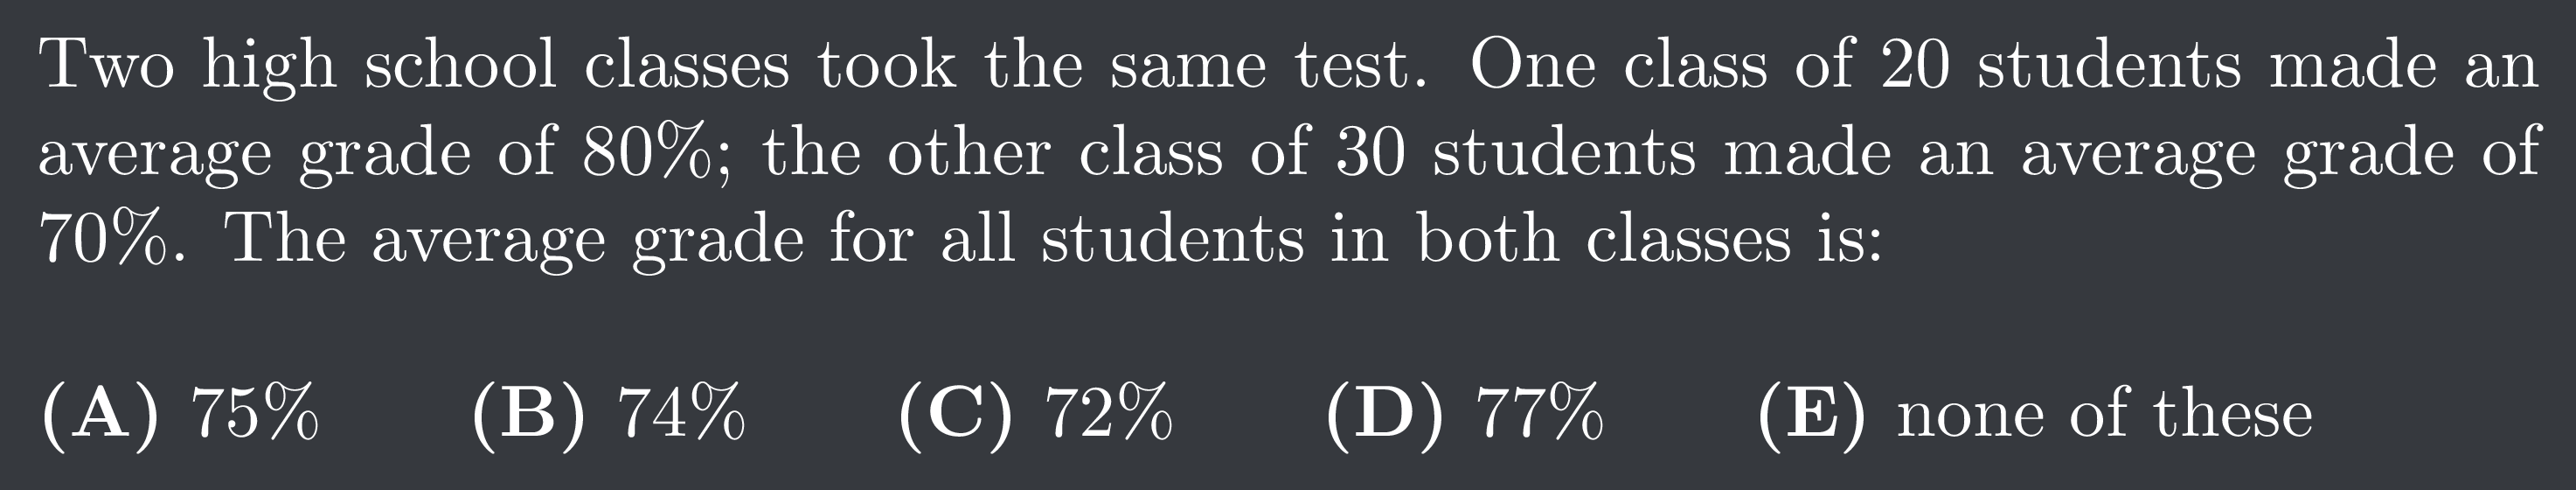 Two high school classes took the same test. One class of 20 students made an
average grade of 80%; the other class of 30 students made an average grade of
70%. The average grade for all students in both classes is:
(A) 75% (B) 74% (C) 72% (D) 77% (E) none of these